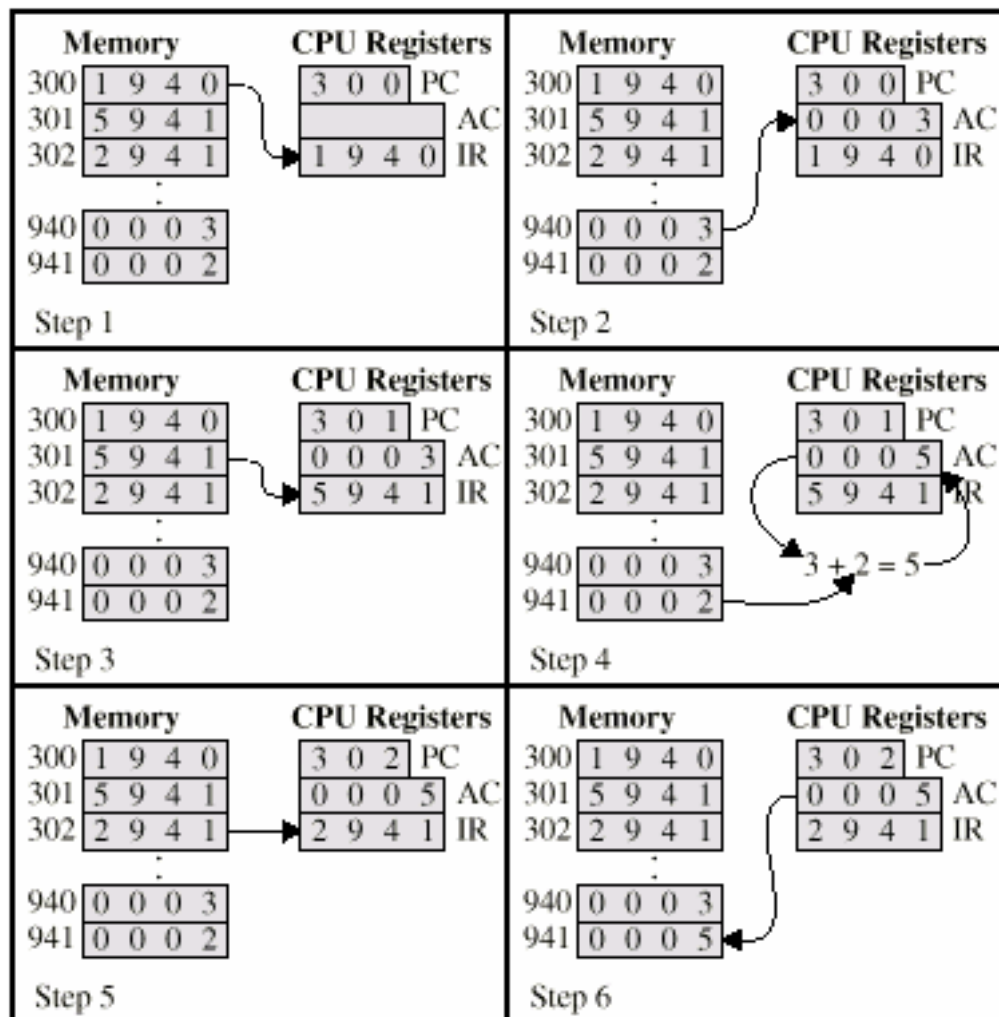 Memory CPU Registers
300 1 9 4 0 3 0 0 PC
301 5 9 4 1 AC
302 2 9 4 1 1 9 4 0 IR
:
940 0 0 0 3
941 0 0 0 2
Step 1
Memory CPU Registers
300 1 9 4 0 3 0 0 PC
301 5 9 4 1 0 0 0 3 AC
302 2 9 4 1 1 9 4 0 IR
:
940 0 0 0 3
941 0 0 0 2
Step 2
Memory CPU Registers
300 1 9 4 0 3 0 1 PC
301 5 9 4 1 0 0 0 3 AC
302 2 9 4 1 5 9 4 1 IR
:
940 0 0 0 3
941 0 0 0 2
Step 3
Memory CPU Registers
300 1 9 4 0 3 0 1 PC
301 5 9 4 1 0 0 0 5 AC
302 2 9 4 1 5 9 4 1 IR
:
940 0 0 0 3 3 + 2 = 5
941 0 0 0 2
Step 4
Memory CPU Registers
300 1 9 4 0 3 0 2 PC
301 5 9 4 1 0 0 0 5 AC
302 2 9 4 1 2 9 4 1 IR
:
940 0 0 0 3
941 0 0 0 2
Step 5
Memory CPU Registers
300 1 9 4 0 3 0 2 PC
301 5 9 4 1 0 0 0 5 AC
302 2 9 4 1 2 9 4 1 IR
:
940 0 0 0 3
941 0 0 0 5
Step 6